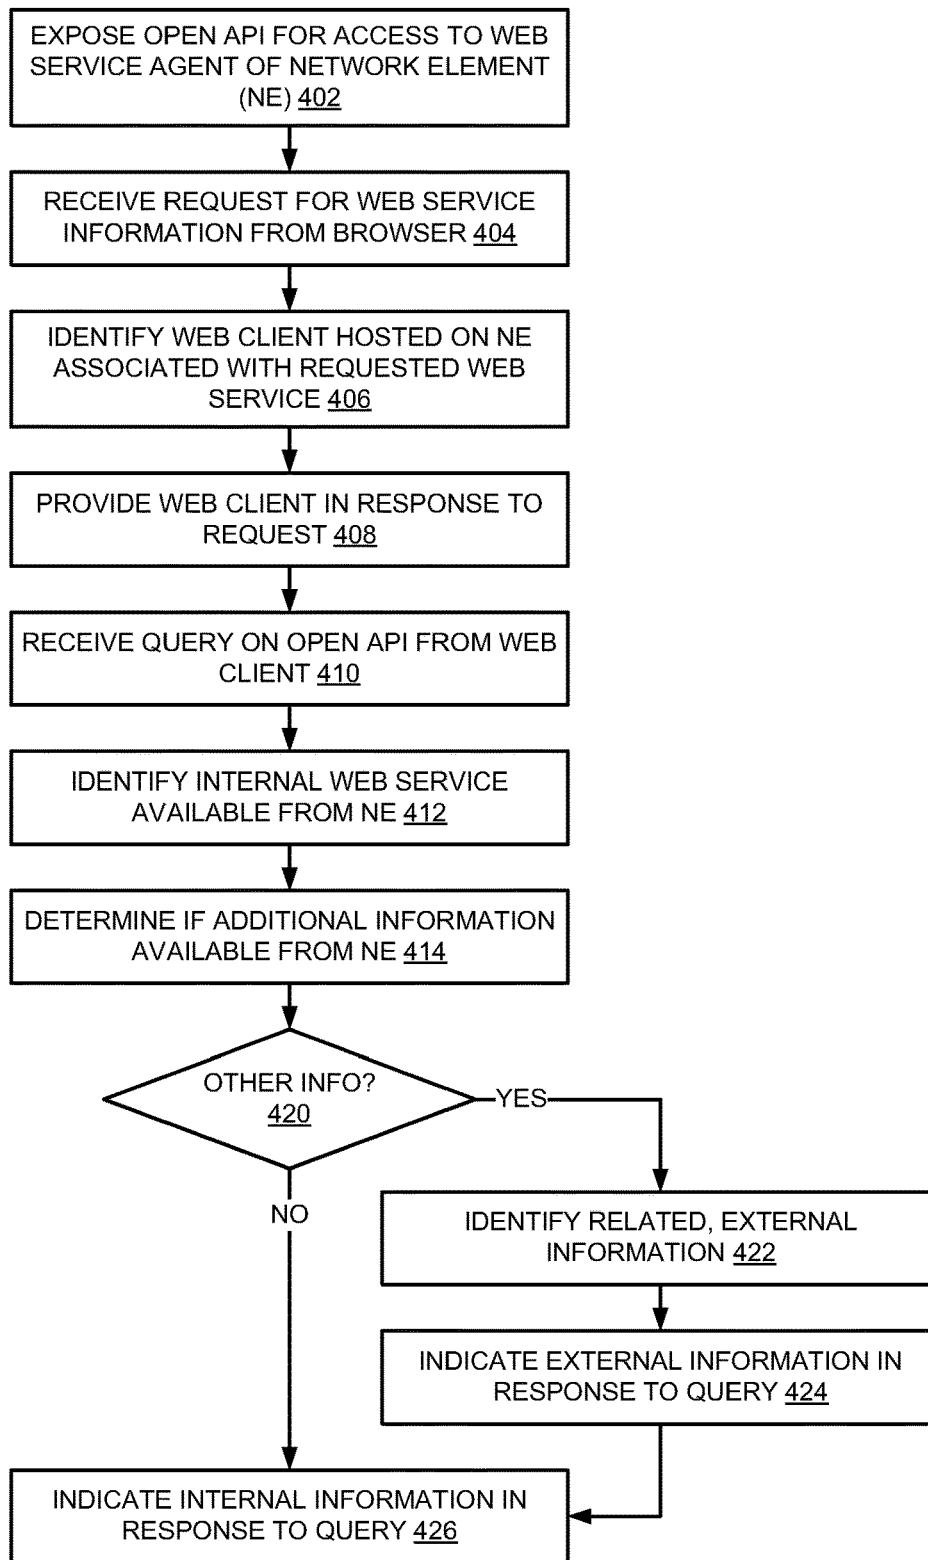 EXPOSE OPEN API FOR ACCESS TO WEB
SERVICE AGENT OF NETWORK ELEMENT
(NE) 402
RECEIVE REQUEST FOR WEB SERVICE
INFORMATION FROM BROWSER 404
IDENTIFY WEB CLIENT HOSTED ON NE
ASSOCIATED WITH REQUESTED WEB
SERVICE 406
PROVIDE WEB CLIENT IN RESPONSE TO
REQUEST 408
RECEIVE QUERY ON OPEN API FROM WEB
CLIENT 410
IDENTIFY INTERNAL WEB SERVICE
AVAILABLE FROM NE 412
DETERMINE IF ADDITIONAL INFORMATION
AVAILABLE FROM NE 414
OTHER INFO?
420
YES
NO
IDENTIFY RELATED, EXTERNAL
INFORMATION 422
INDICATE EXTERNAL INFORMATION IN
RESPONSE TO QUERY 424
INDICATE INTERNAL INFORMATION IN
RESPONSE TO QUERY 426